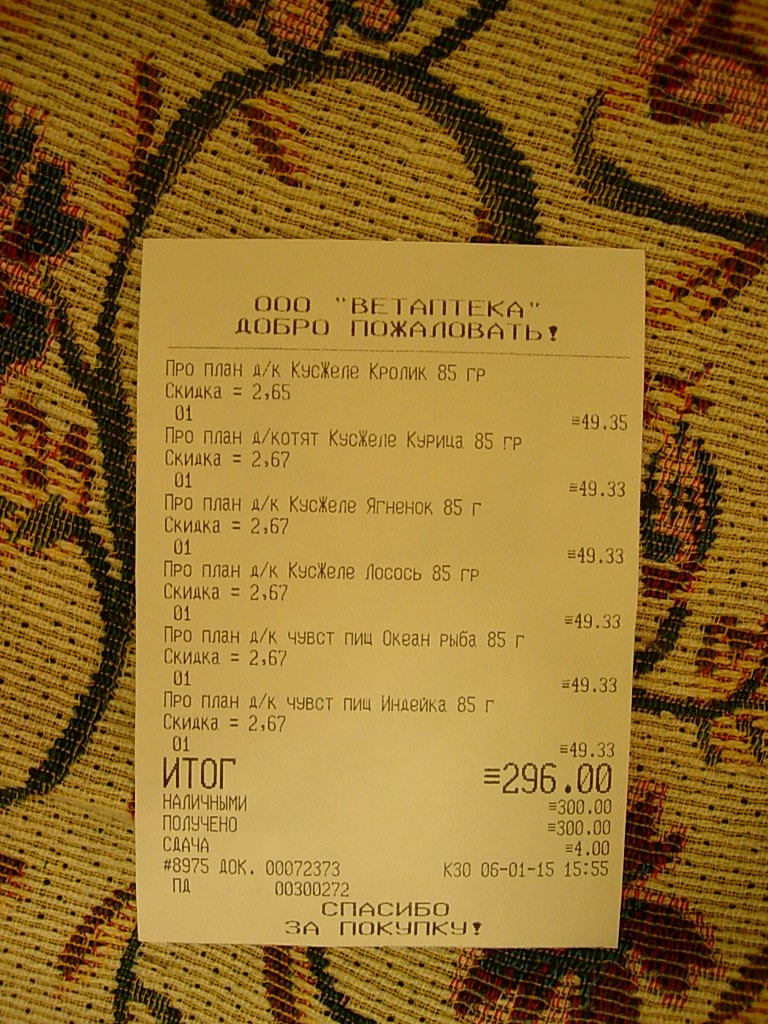 ООО "ВЕТАПТЕКА"
ДОБРО ПОЖАЛОВАТЬ!
Про план д/к КусЖеле Кролик 85 гр
Скидка = 2,65
01 ≡49.35
Про план д/котят КусЖеле Курица 85 гр
Скидка = 2,67
01 ≡49.33
Про план д/к КусЖеле Ягненок 85 г
Скидка = 2,67
01 ≡49.33
Про план д/к КусЖеле Лосось 85 гр
Скидка = 2,67
01 ≡49.33
Про план д/к чувст пищ Океан рыба 85 г
Скидка = 2,67
01 ≡49.33
Про план д/к чувст пищ Индейка 85 г
Скидка = 2,67
01 ≡49.33
ИТОГ ≡296.00
НАЛИЧНЫМИ ≡300.00
ПОЛУЧЕНО ≡300.00
СДАЧА ≡4.00
#8975 ДОК. 00072373 К30 06-01-15 15:55
ПД 00300272
СПАСИБО
ЗА ПОКУПКУ!